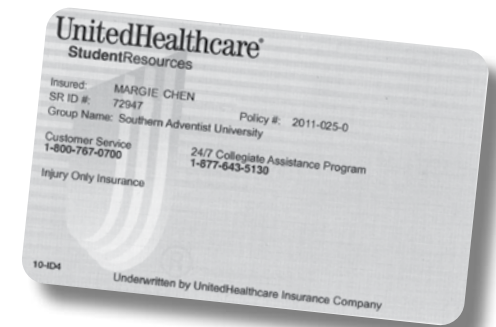 UnitedHealthcare®
StudentResources
Insured: MARGIE CHEN
SR ID #: 72947 Policy #: 2011-025-0
Group Name: Southern Adventist University
Customer Service 24/7 Collegiate Assistance Program
1-800-767-0700 1-877-643-5130
Injury Only Insurance
10-ID4
Underwritten by UnitedHealthcare Insurance Company